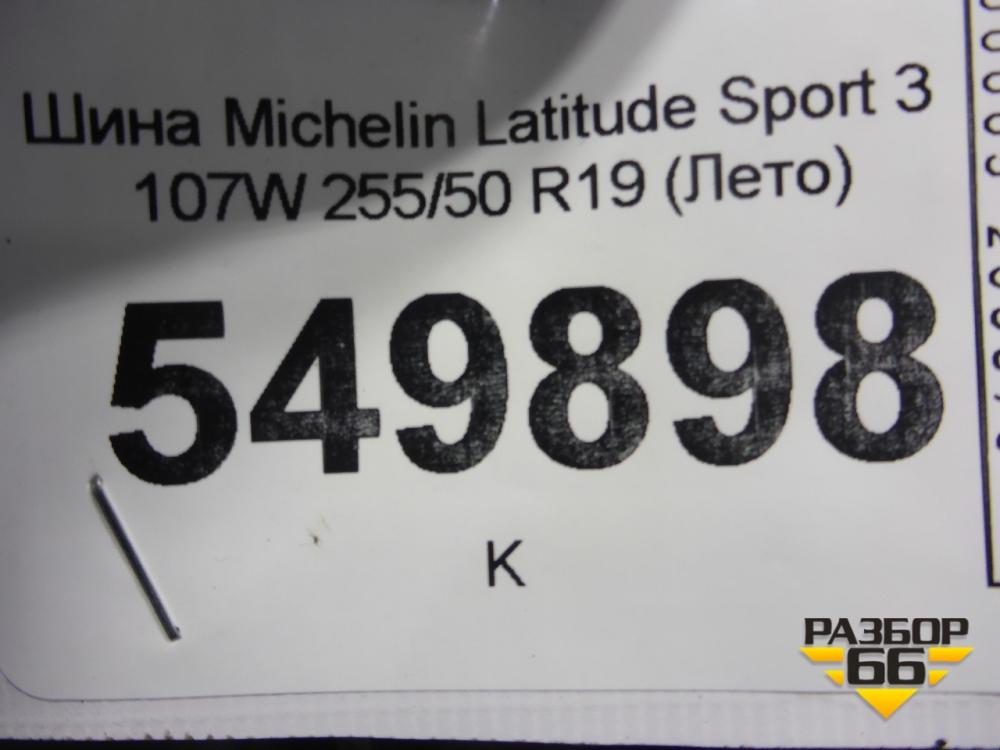 Шина Michelin Latitude Sport 3
107W 255/50 R19 (Лето)
549898
К
РАЗБОР
66